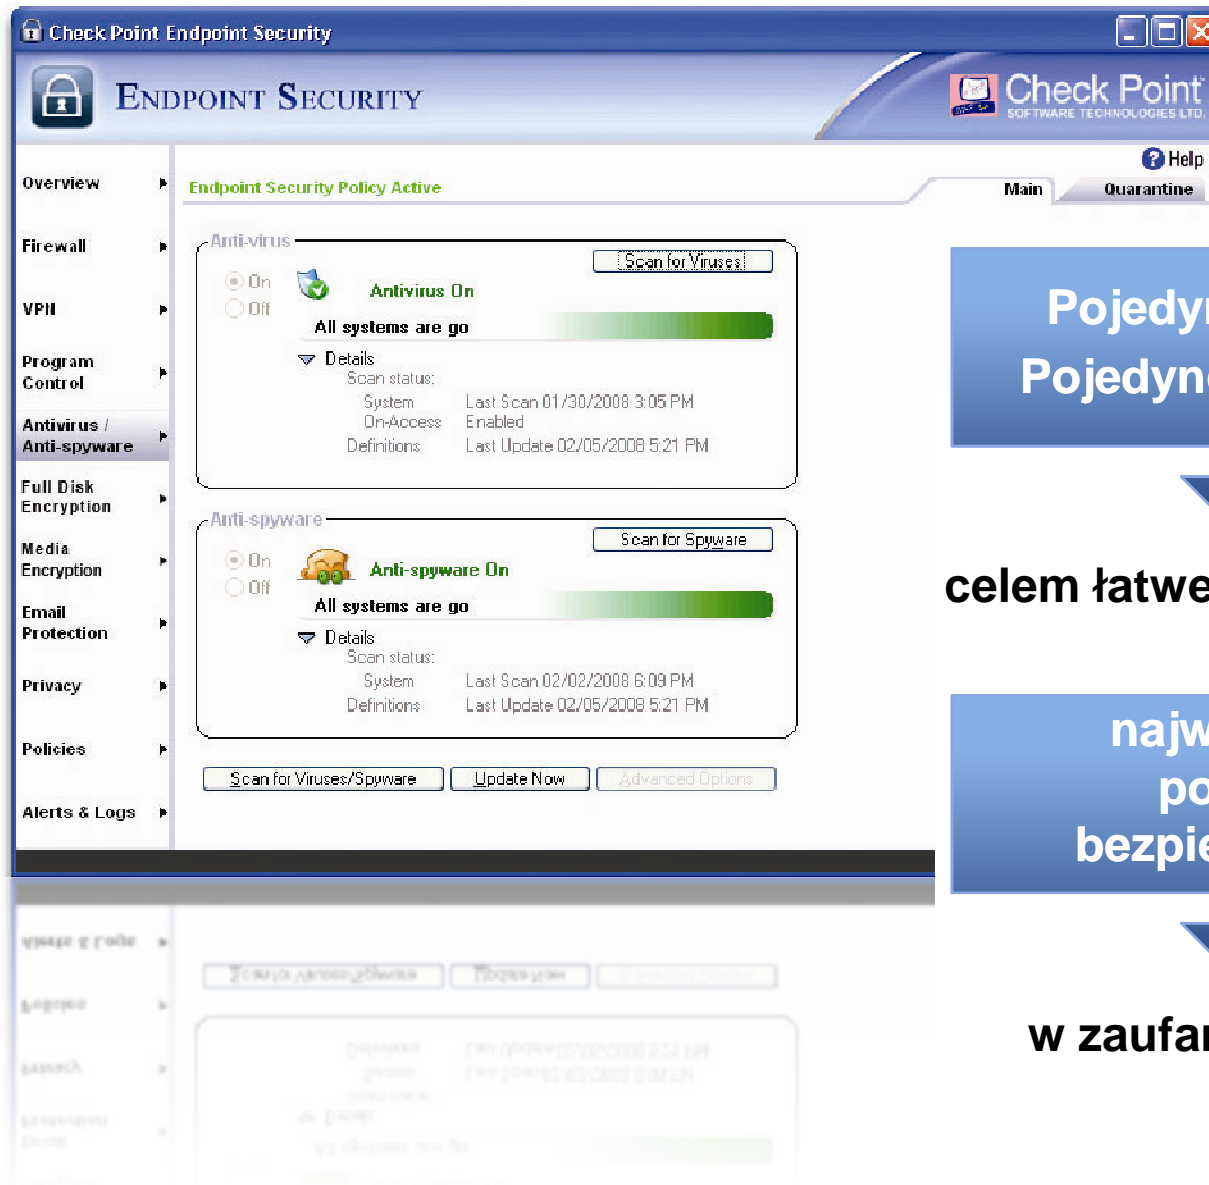 Check Point Endpoint Security
ENDPOINT SECURITY
Check Point
SOFTWARE TECHNOLOGIES LTD.
Help
Endpoint Security Policy Active
Main
Quarantine
Overview
Firewall
VPN
Program
Control
Antivirus /
Anti-spyware
Full Disk
Encryption
Media
Encryption
Email
Protection
Privacy
Policies
Alerts & Logs
Anti-virus
Scan for Viruses
On
Off
Antivirus On
All systems are go
Details
Scan status:
System Last Scan 01/30/2008 3:05 PM
On-Access Enabled
Definitions Last Update 02/05/2008 5:21 PM
Anti-spyware
Scan for Spyware
On
Off
Anti-spyware On
All systems are go
Details
Scan status:
System Last Scan 02/02/2008 6:09 PM
Definitions Last Update 02/05/2008 5:21 PM
Scan for Viruses/Spyware
Update Now
Advanced Options
celem łatwe
w